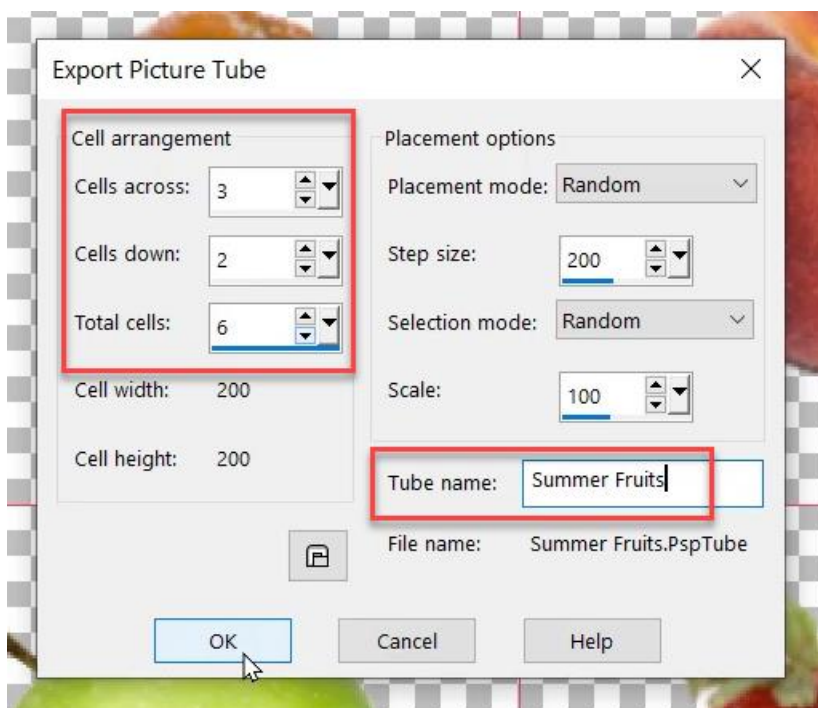 Export Picture Tube
Cell arrangement
Cells across: 3
Cells down: 2
Total cells: 6
Cell width: 200
Cell height: 200
Placement options
Placement mode: Random
Step size: 200
Selection mode: Random
Scale: 100
Tube name: Summer Fruits
File name: Summer Fruits.PspTube
OK Cancel Help